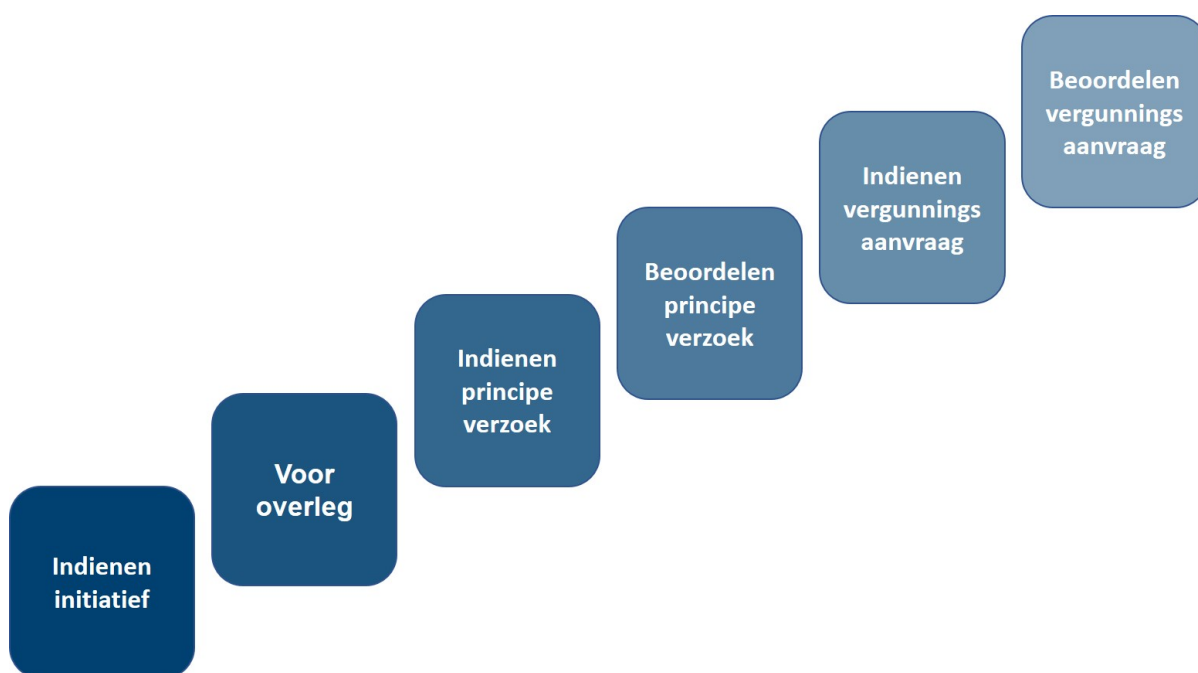 Indienen
initiatief
Voor
overleg
Indienen
principe
verzoek
Beoordelen
principe
verzoek
Indienen
vergunnings
aanvraag
Beoordelen
vergunnings
aanvraag